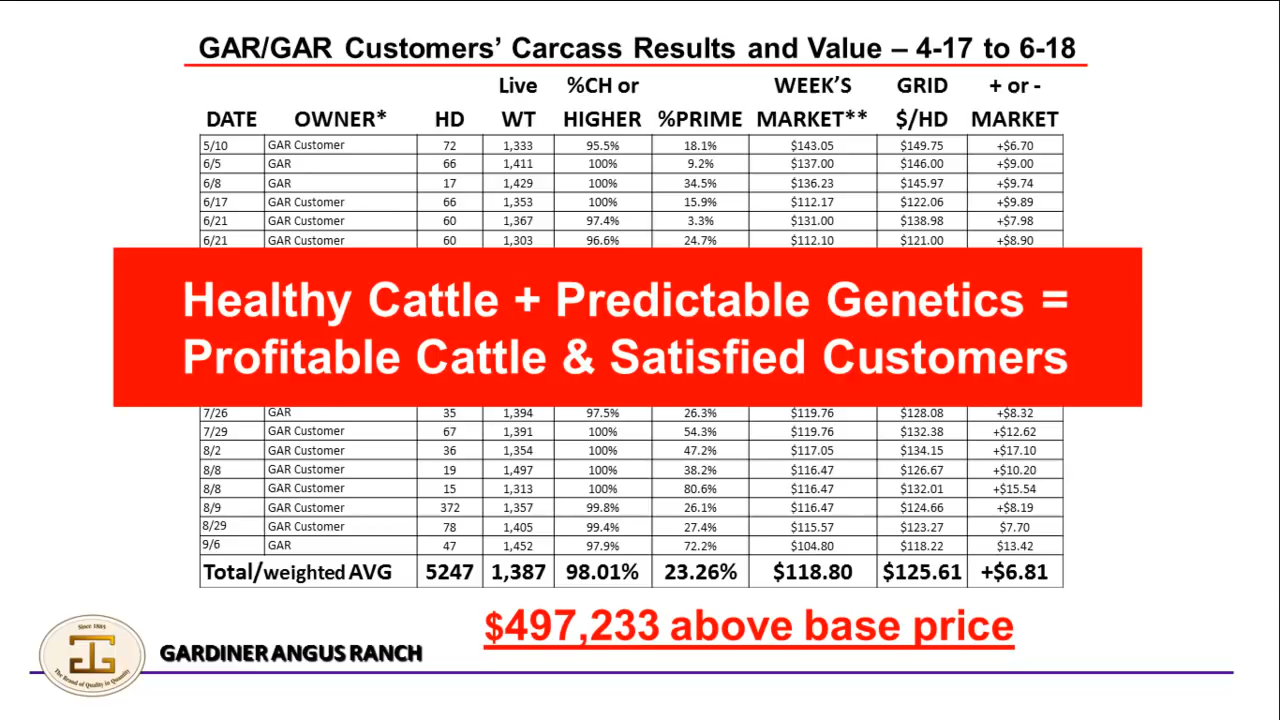 GAR/GAR Customers’ Carcass Results and Value – 4-17 to 6-18
Live %CH or WEEK’S GRID + or -
DATE OWNER* HD WT HIGHER %PRIME MARKET** $/HD MARKET
5/10 GAR Customer 72 1,333 95.5% 18.1% $143.05 $149.75 +$6.70
6/5 GAR 66 1,411 100% 9.2% $137.00 $146.00 +$9.00
6/8 GAR 17 1,429 100% 34.5% $136.23 $145.97 +$9.74
6/17 GAR Customer 66 1,353 100% 15.9% $112.17 $122.06 +$9.89
6/21 GAR Customer 60 1,367 97.4% 3.3% $131.00 $138.98 +$7.98
6/21 GAR Customer 60 1,303 96.6% 24.7% $112.10 $121.00 +$8.90
Healthy Cattle + Predictable Genetics =
Profitable Cattle & Satisfied Customers
7/26 GAR 35 1,394 97.5% 26.3% $119.76 $128.08 +$8.32
7/29 GAR Customer 67 1,391 100% 54.3% $119.76 $132.38 +$12.62
8/2 GAR Customer 36 1,354 100% 47.2% $117.05 $134.15 +$17.10
8/8 GAR Customer 19 1,497 100% 38.2% $116.47 $126.67 +$10.20
8/8 GAR Customer 15 1,313 100% 80.6% $116.47 $132.01 +$15.54
8/9 GAR Customer 372 1,357 99.8% 26.1% $116.47 $124.66 +$8.19
8/29 GAR Customer 78 1,405 99.4% 27.4% $115.57 $123.27 $7.70
9/6 GAR 47 1,452 97.9% 72.2% $104.80 $118.22 $13.42
Total/weighted AVG 5247 1,387 98.01% 23.26% $118.80 $125.61 +$6.81
$497,233 above base price
Since 1885
The Brand of Quality in Quantity
GARDINER ANGUS RANCH